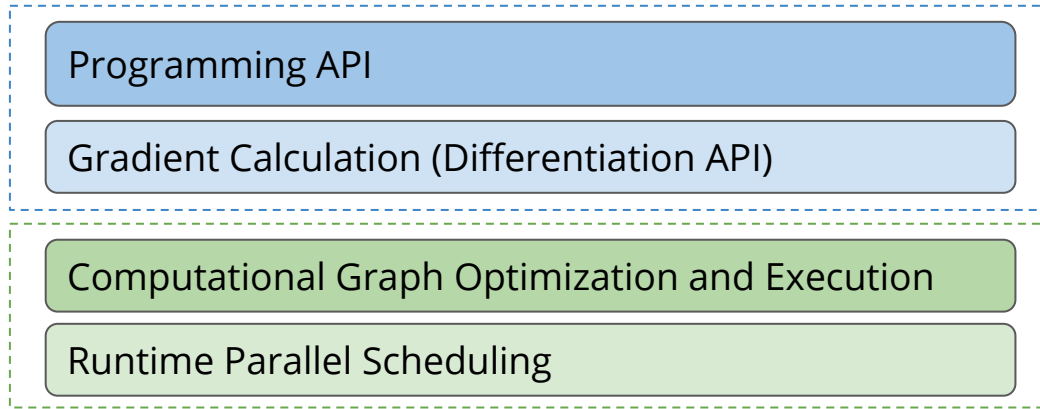 Programming API
Gradient Calculation (Differentiation API)
Computational Graph Optimization and Execution
Runtime Parallel Scheduling